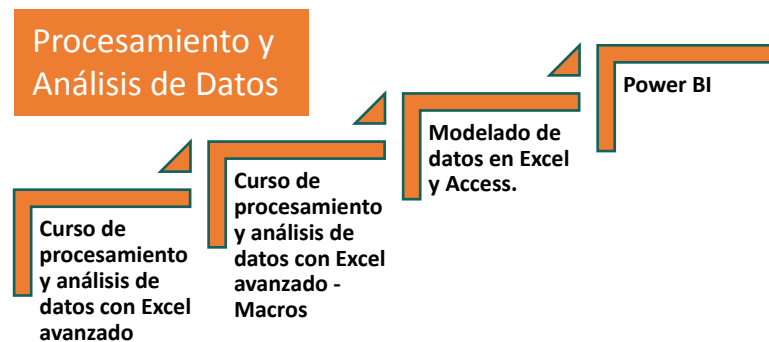 Procesamiento y
Análisis de Datos
Curso de
procesamiento
y análisis de
datos con Excel
avanzado
Curso de
procesamiento
y análisis de
datos con Excel
avanzado -
Macros
Modelado de
datos en Excel
y Access.
Power BI